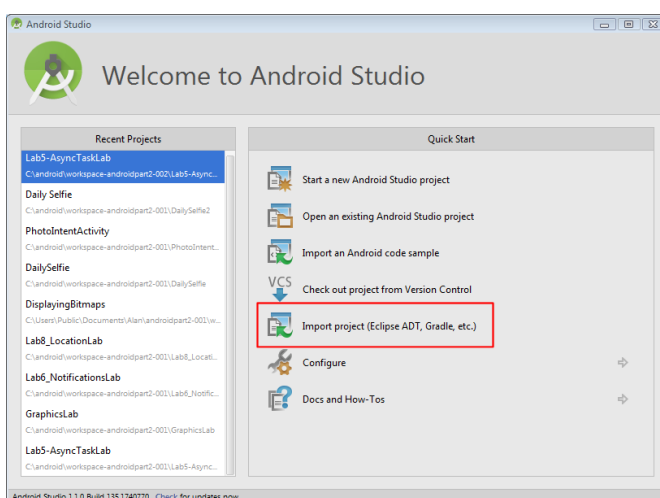 Android Studio
Welcome to Android Studio
Recent Projects
Lab5-AsyncTaskLab
C:\android\workspace-androidpart2-002\Lab5-Async...
Daily Selfie
C:\android\workspace-androidpart2-001\DailySelfie2
PhotoIntentActivity
C:\android\workspace-androidpart2-001\PhotoIntent...
DailySelfie
C:\android\workspace-androidpart2-001\DailySelfie
DisplayingBitmaps
C:\Users\Public\Documents\Alan\androidpart2-001\w...
Lab8_LocationLab
C:\android\workspace-androidpart2-001\Lab8_Locati...
Lab6_NotificationsLab
C:\android\workspace-androidpart2-001\Lab6_Notific...
GraphicsLab
C:\android\workspace-androidpart2-001\GraphicsLab
Lab5-AsyncTaskLab
C:\android\workspace-androidpart2-001\Lab5-Async...
Quick Start
Start a new Android Studio project
Open an existing Android Studio project
Import an Android code sample
VCS
Check out project from Version Control
Import project (Eclipse ADT, Gradle, etc.)
Configure
Docs and How-Tos
Android Studio 1.1.0 Build 135.1740770. Check for updates now.